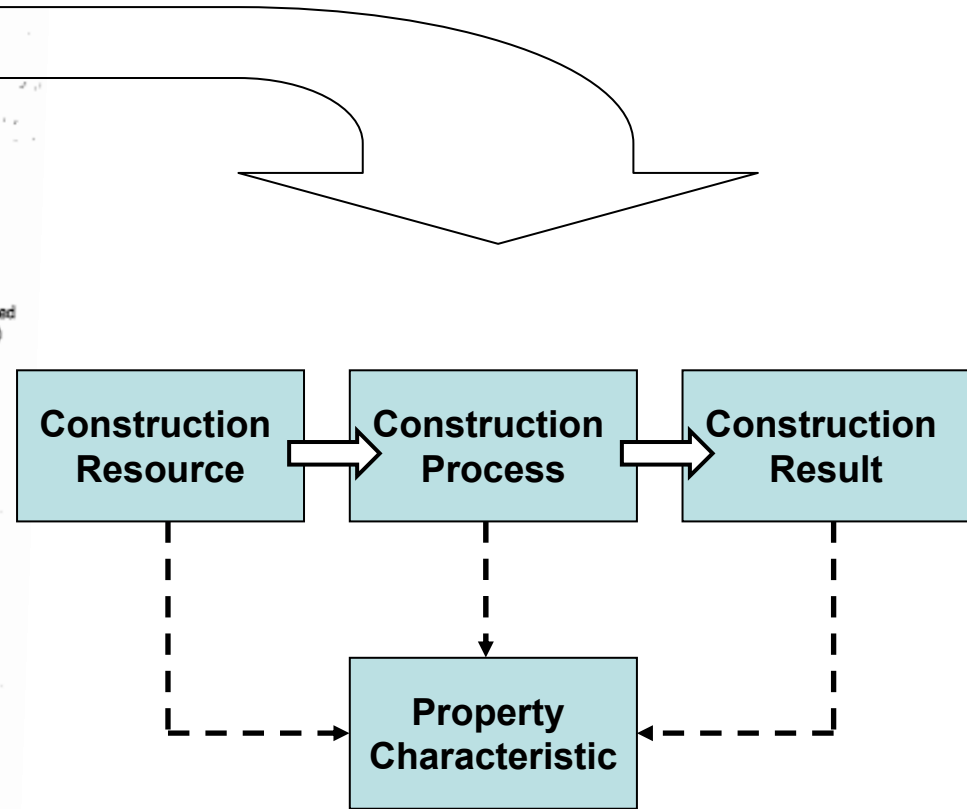 Construction
Resource
Construction
Process
Construction
Result
Property
Characteristic